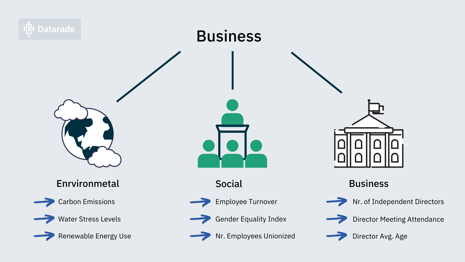 Datarade
Business
Envrironmetal
Social
Business
Carbon Emissions
Employee Turnover
Nr. of Independent Directors
Water Stress Levels
Gender Equality Index
Director Meeting Attendance
Renewable Energy Use
Nr. Employees Unionized
Director Avg. Age